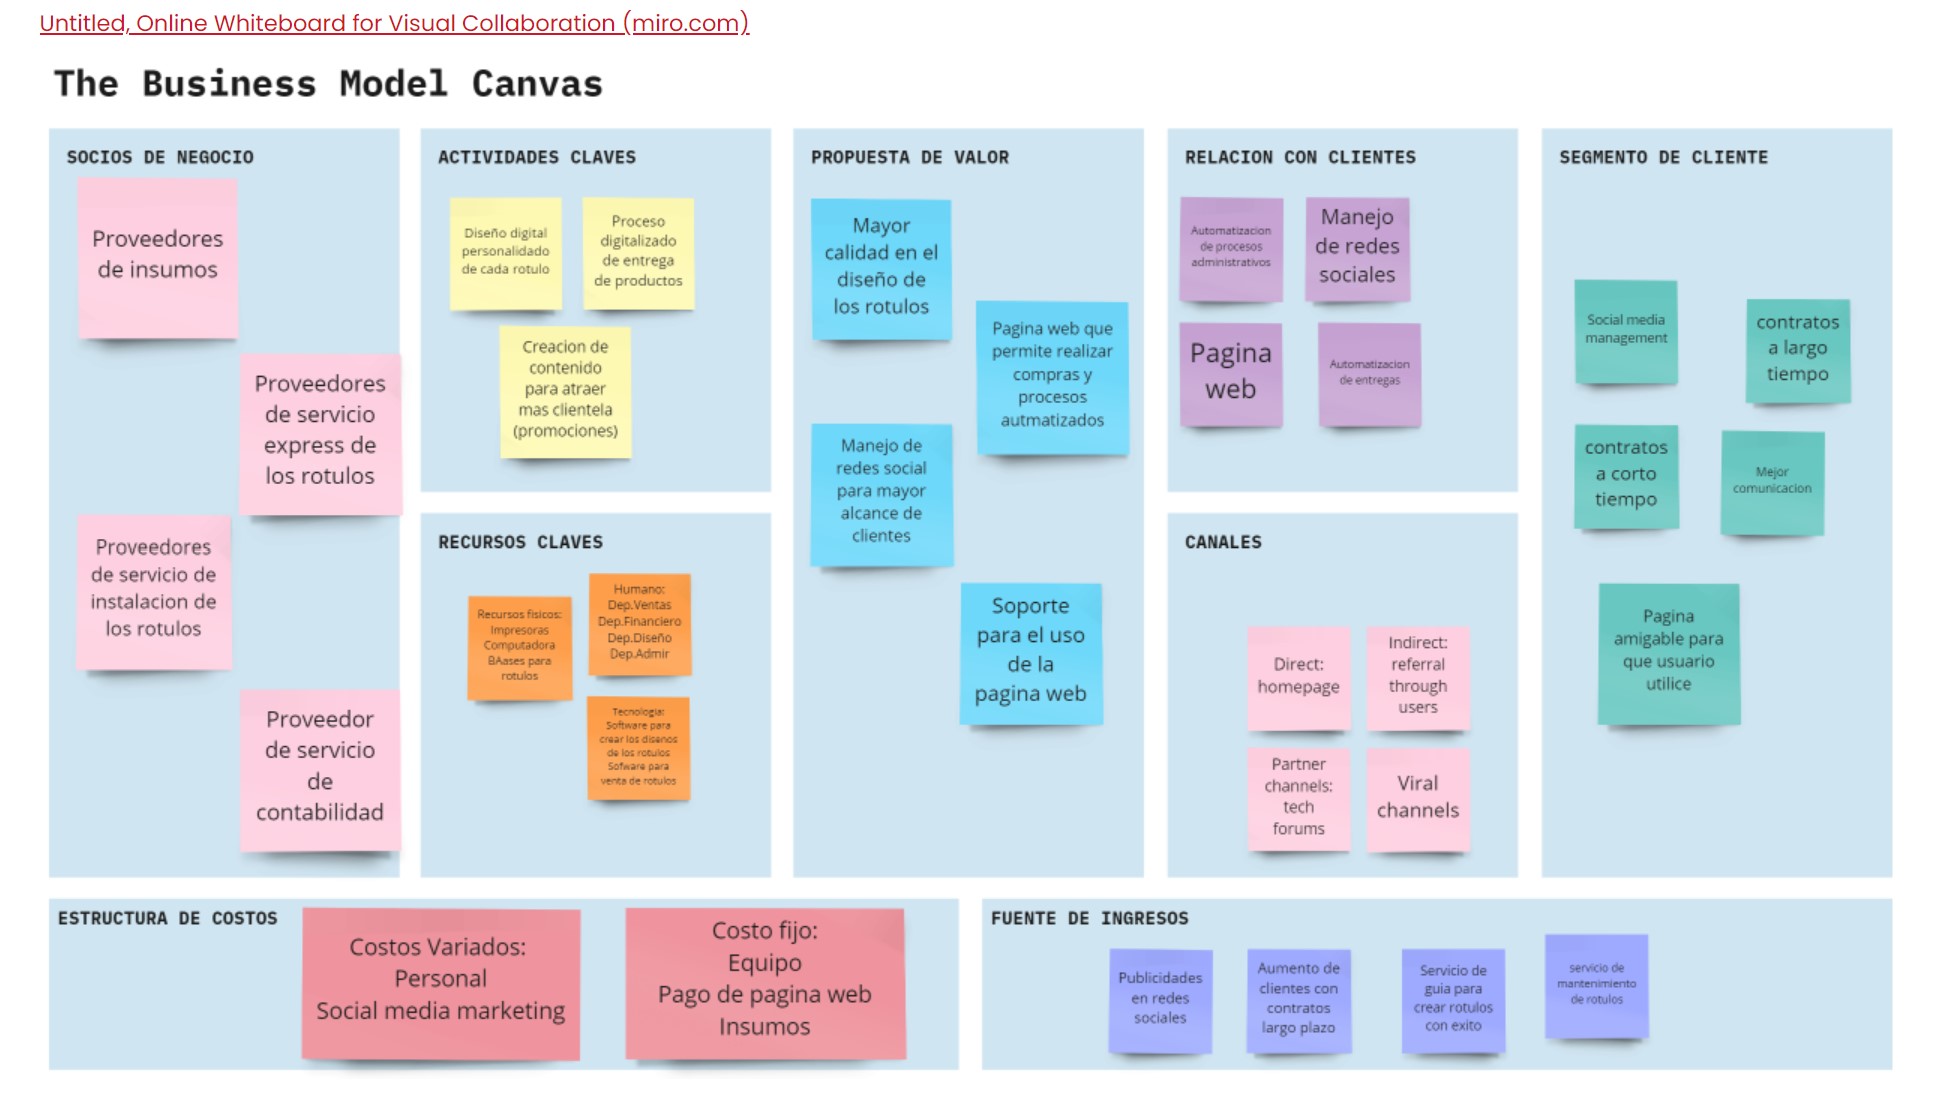 Untitled, Online Whiteboard for Visual Collaboration (miro.com)
The Business Model Canvas
SOCIOS DE NEGOCIO
Proveedores
de insumos
Proveedores
de servicio
express de
los rotulos
Proveedores
de servicio de
instalacion de
los rotulos
Proveedor
de servicio
de
contabilidad
ACTIVIDADES CLAVES
Diseño digital
personalidado
de cada rotulo
Proceso
digitalizado
de entrega
de productos
Creacion de
contenido
para atraer
mas clientela
(promociones)
RECURSOS CLAVES
Recursos fisicos:
Impresoras
Computadora
BAases para
rotulos
Humano:
Dep.Ventas
Dep.Financiero
Dep.Diseño
Dep.Admir
Tecnologia:
Software para
crear los disenos
de los rotulos
Sofware para
venta de rotulos
PROPUESTA DE VALOR
Mayor
calidad en el
diseño de
los rotulos
Pagina web que
permite realizar
compras y
procesos
autmatizados
Manejo de
redes social
para mayor
alcance de
clientes
Soporte
para el uso
de la
pagina web
RELACION CON CLIENTES
Automatizacion
de procesos
administrativos
Manejo
de redes
sociales
Pagina
web
Automatizacion
de entregas
CANALES
Direct:
homepage
Indirect:
referral
through
users
Partner
channels:
tech
forums
Viral
channels
SEGMENTO DE CLIENTE
Social media
management
contratos
a largo
tiempo
contratos
a corto
tiempo
Mejor
comunicacion
Pagina
amigable para
que usuario
utilice
ESTRUCTURA DE COSTOS
Costos Variados:
Personal
Social media marketing
Costo fijo:
Equipo
Pago de pagina web
Insumos
FUENTE DE INGRESOS
Publicidades
en redes
sociales
Aumento de
clientes con
contratos
largo plazo
Servicio de
guia para
crear rotulos
con exito
servicio de
mantenimiento
de rotulos